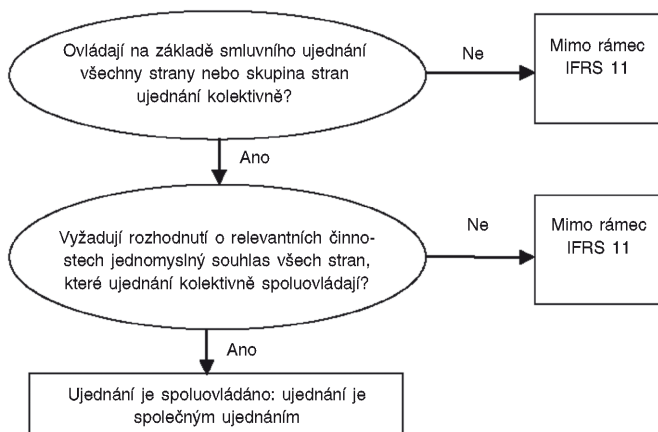 Ovládají na základě smluvního ujednání
všechny strany nebo skupina stran
ujednání kolektivně?
Ne
Mimo rámec
IFRS 11
Ano
Vyžadují rozhodnutí o relevantních činno-
stech jednomyslný souhlas všech stran,
které ujednání kolektivně spoluovládají?
Ne
Mimo rámec
IFRS 11
Ano
Ujednání je spoluovládáno: ujednání je
společným ujednáním